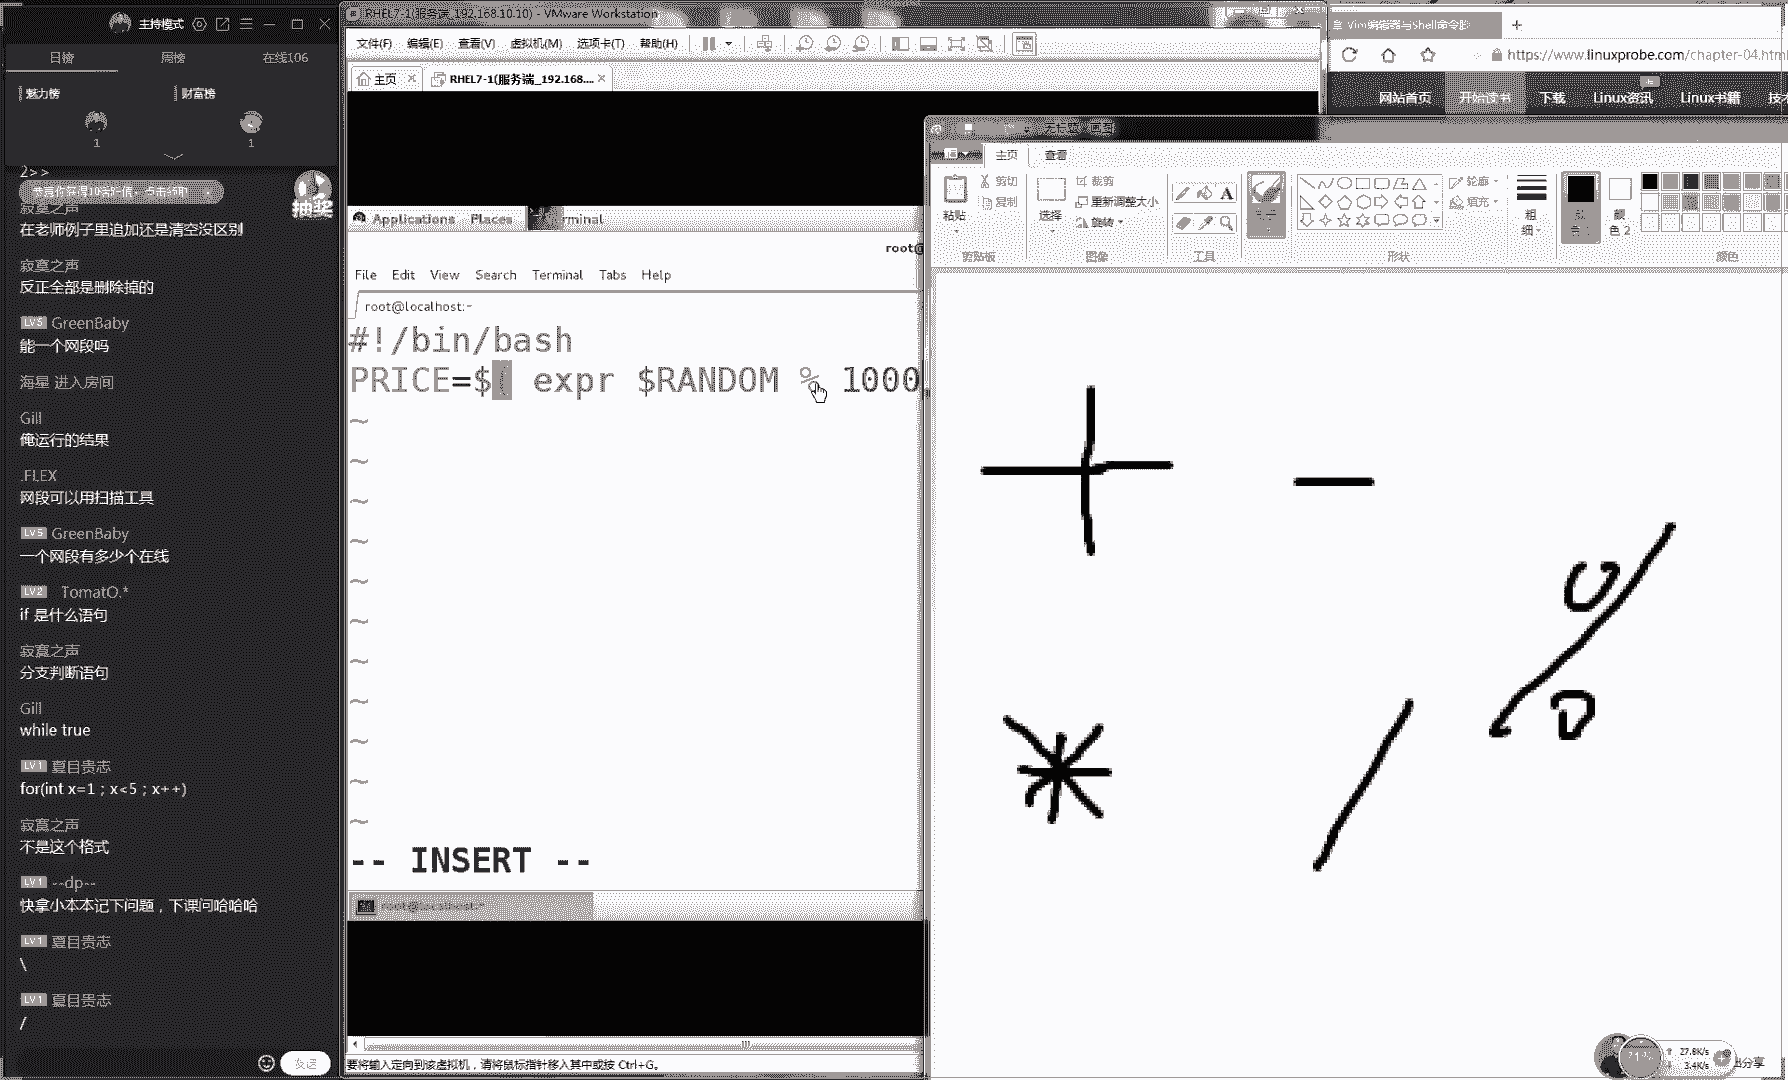 主持模式
日榜 周榜 在线106
魅力榜 财富榜
1 1
2>>
抽奖
寂寞之声
在老师例子里追加还是清空没区别
寂寞之声
反正全部是删除掉的
LV5 GreenBaby
能一个网段吗
海星 进入房间
Gill
俺运行的结果
.FLEX
网段可以用扫描工具
LV5 GreenBaby
一个网段有多少个在线
LV2 TomatO.*
if 是什么语句
寂寞之声
分支判断语句
Gill
while true
LV1 夏目贵志
for(int x=1；x<5；x++)
寂寞之声
不是这个格式
LV1 --dp--
快拿小本本记下问题，下课问哈哈哈
LV1 夏目贵志
\
LV1 夏目贵志
/
发送
RHEL7-1(服务端_192.168.10.10) - VMware Workstation
文件(F) 编辑(E) 查看(V) 虚拟机(M) 选项卡(T) 帮助(H)
主页 RHEL7-1(服务端_192.168....
Applications Places rminal
root@
File Edit View Search Terminal Tabs Help
root@localhost:~
#!/bin/bash
PRICE=$( expr $RANDOM % 1000
~
~
~
~
~
~
~
~
~
~
~
-- INSERT --
root@localhost:~
要将输入定向到该虚拟机，请将鼠标指针移入其中或按 Ctrl+G。
Vim编辑器与Shell命令脚
https://www.linuxprobe.com/chapter-04.html
网站首页 开始读书 下载 Linux资讯 Linux书籍
无标题 - 画图
主页 查看
粘贴 剪切 复制 选择 裁剪 重新调整大小 旋转 轮廓 填充 粗细 颜色 2
剪贴板 图像 工具 形状 颜色
+ -
%
* /
71%
27.8K/s
3.4K/s